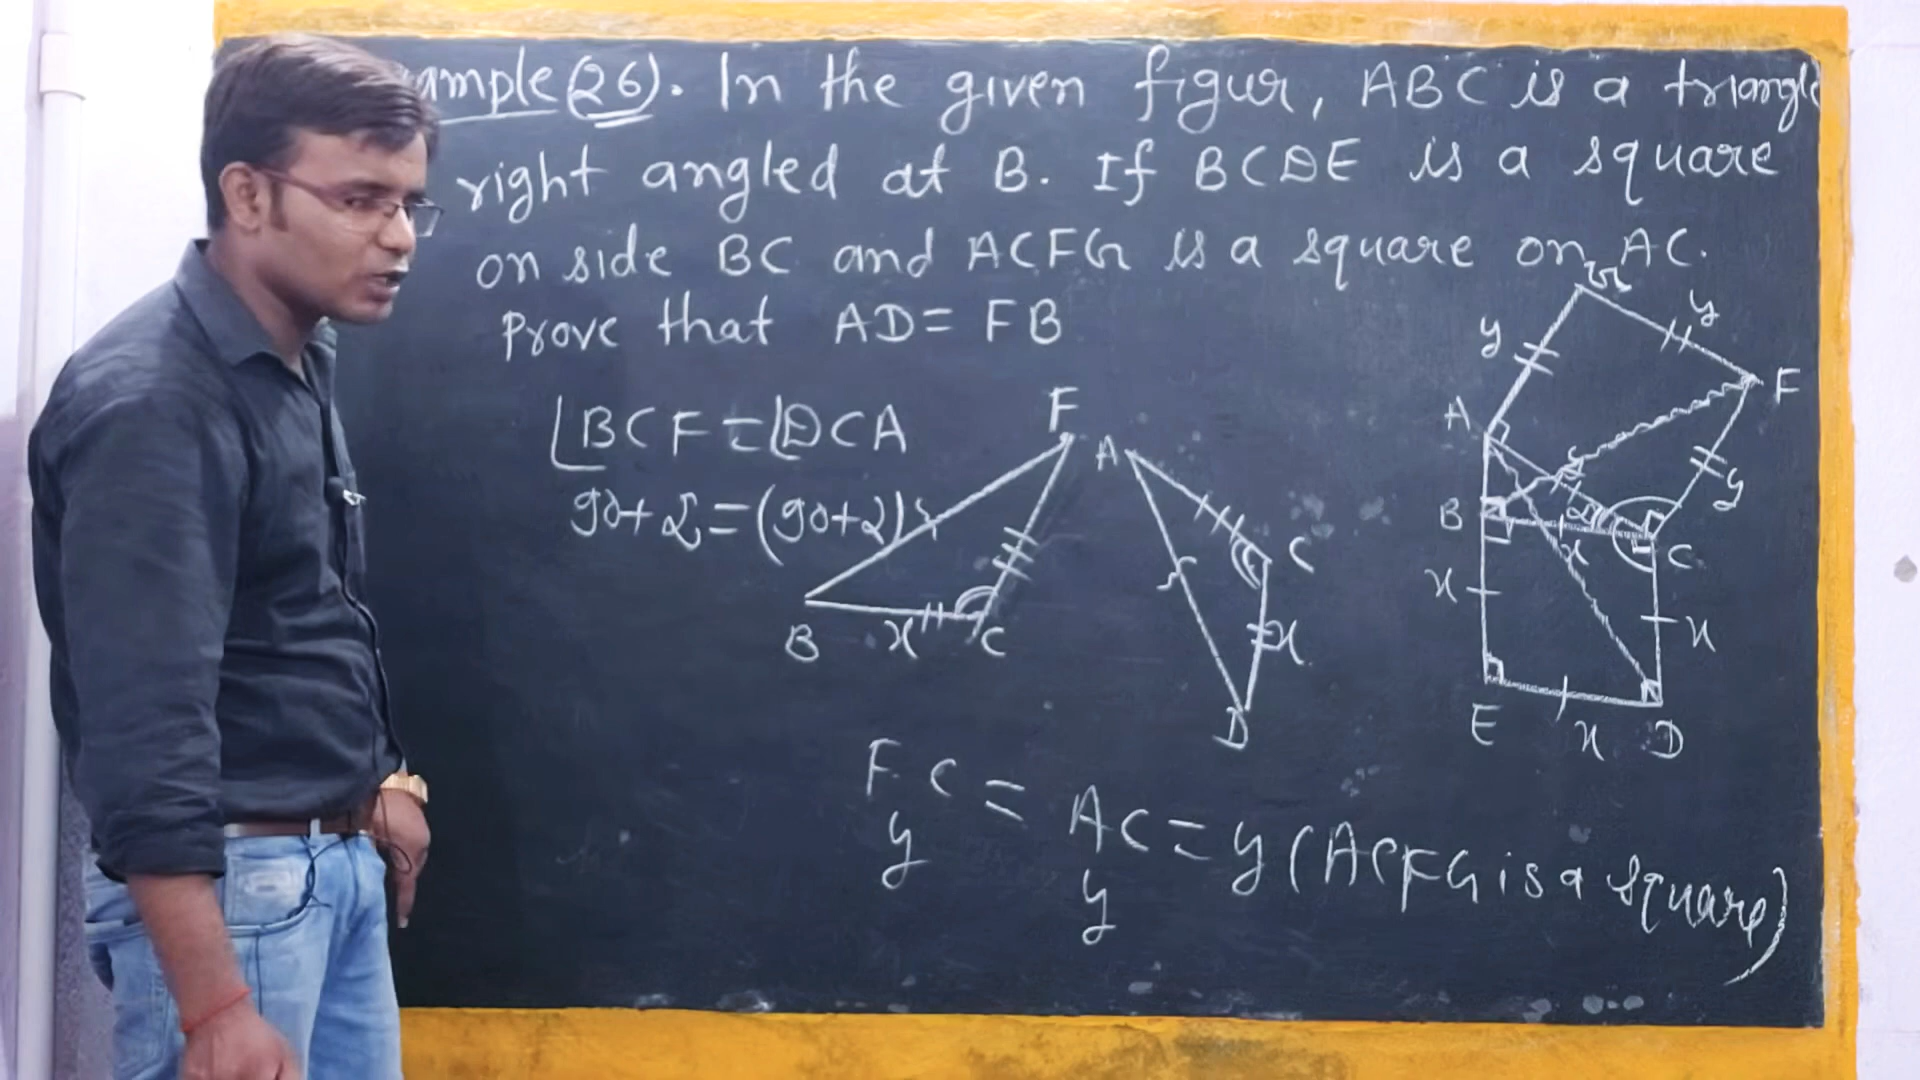 ample (26). In the given figur, ABC is a triangle
right angled at B. If BCDE is a square
on side BC and ACFG is a square on AC.
Prove that AD = FB
∠BCF = ∠DCA
90+2 = (90+2)
F
B
x
C
A
C
x
D
G
y
y
F
A
y
B
2
x
C
x
x
E
x
D
FC = AC = y (ACFG is a square)
y
y